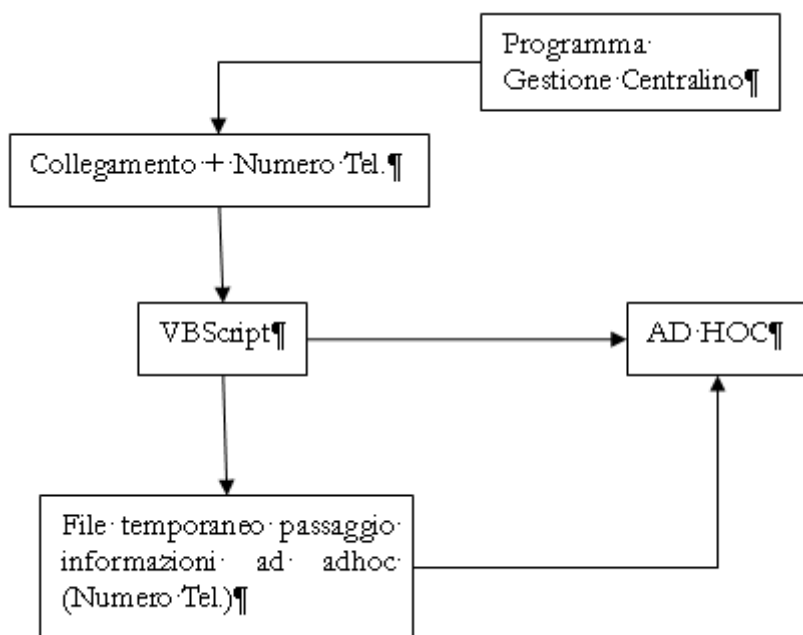 Programma
Gestione Centralino¶
Collegamento + Numero Tel.¶
VBScript¶
AD HOC¶
File temporaneo passaggio
informazioni ad adhoc
(Numero Tel.)¶